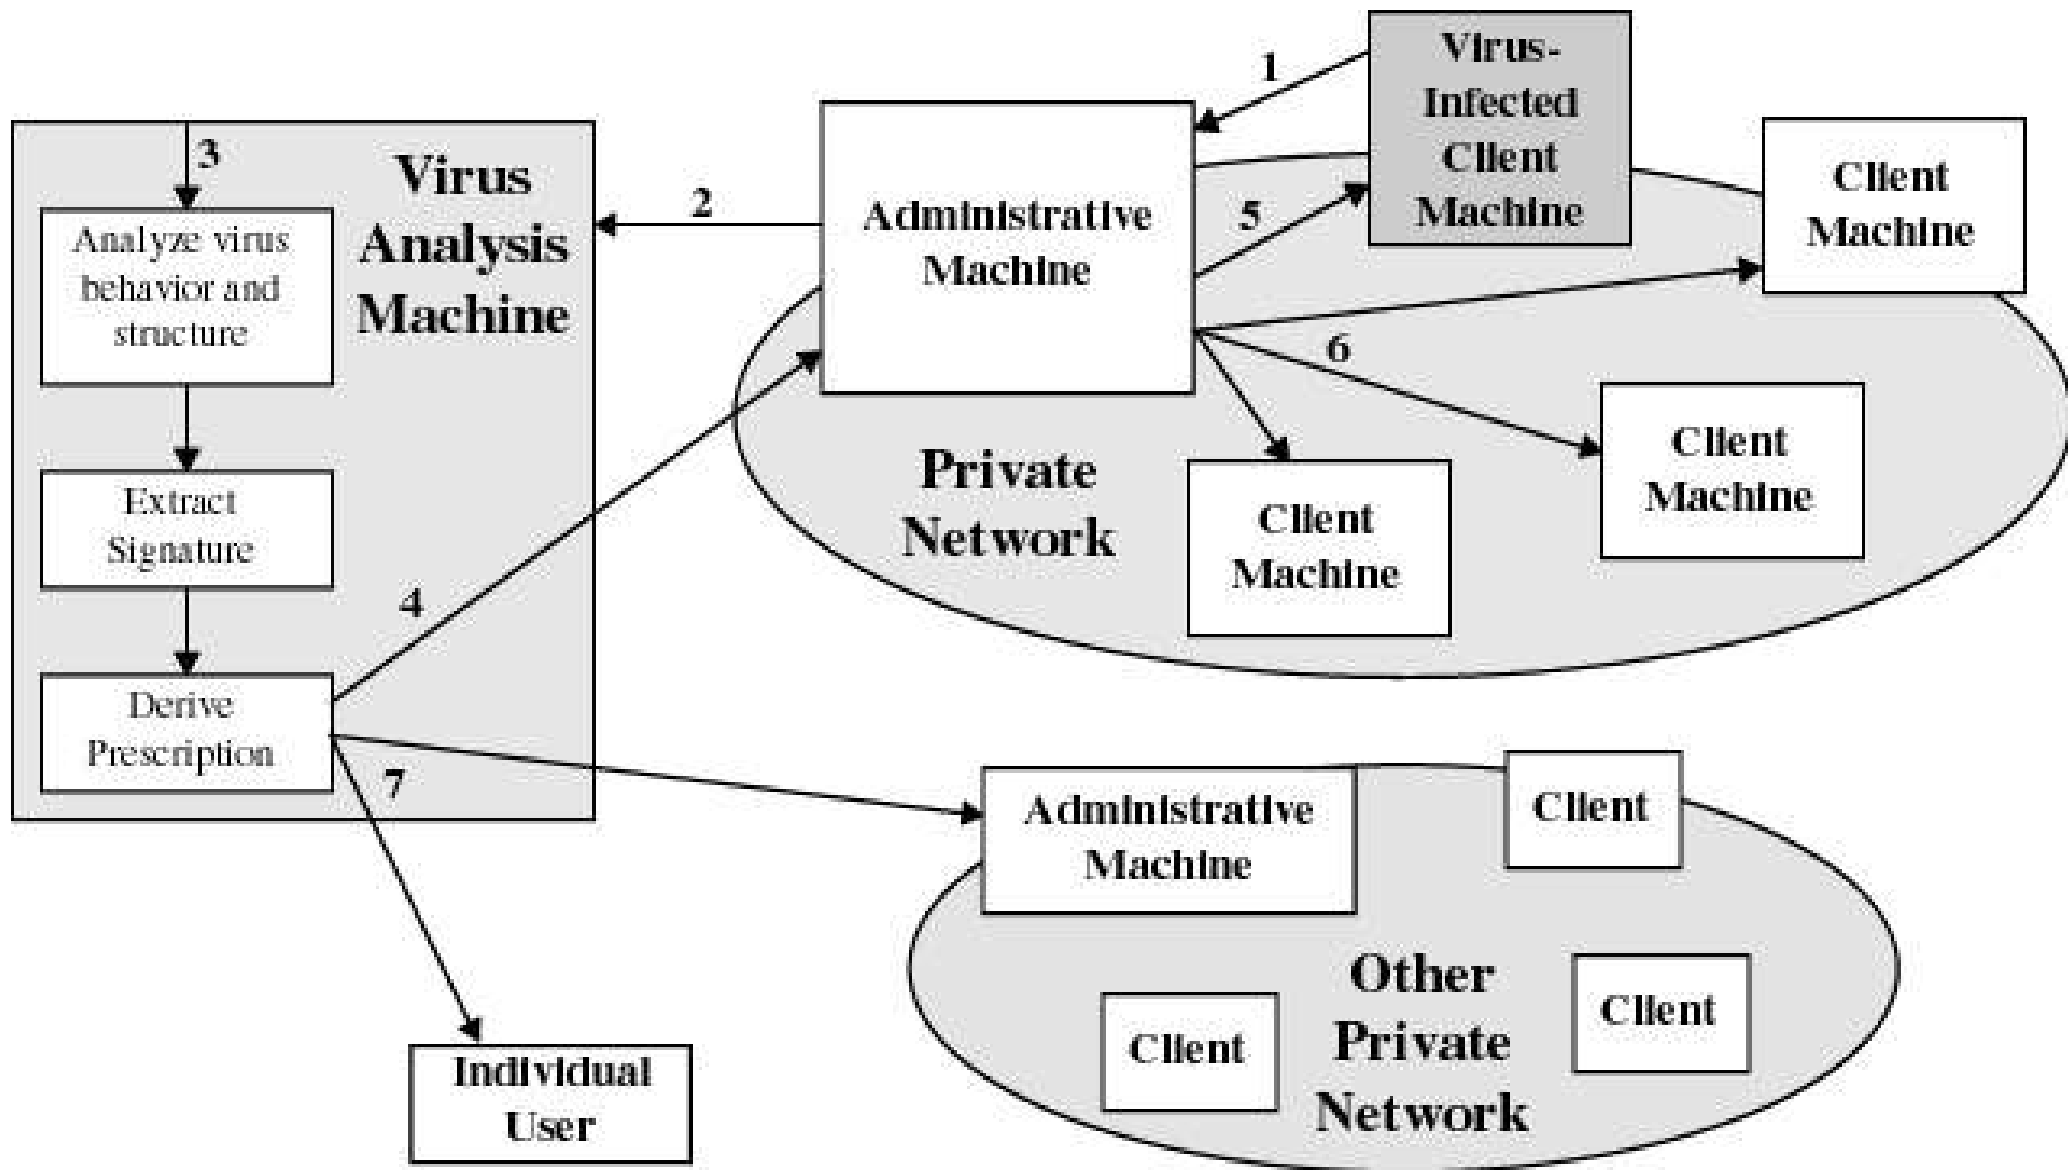 Virus
Analysis
Machine
3
Analyze virus
behavior and
structure
Extract
Signature
Derive
Prescription
2
4
7
1
5
6
Administrative
Machine
Virus-
Infected
Client
Machine
Client
Machine
Client
Machine
Client
Machine
Private
Network
Administrative
Machine
Client
Client
Client
Other
Private
Network
Individual
User